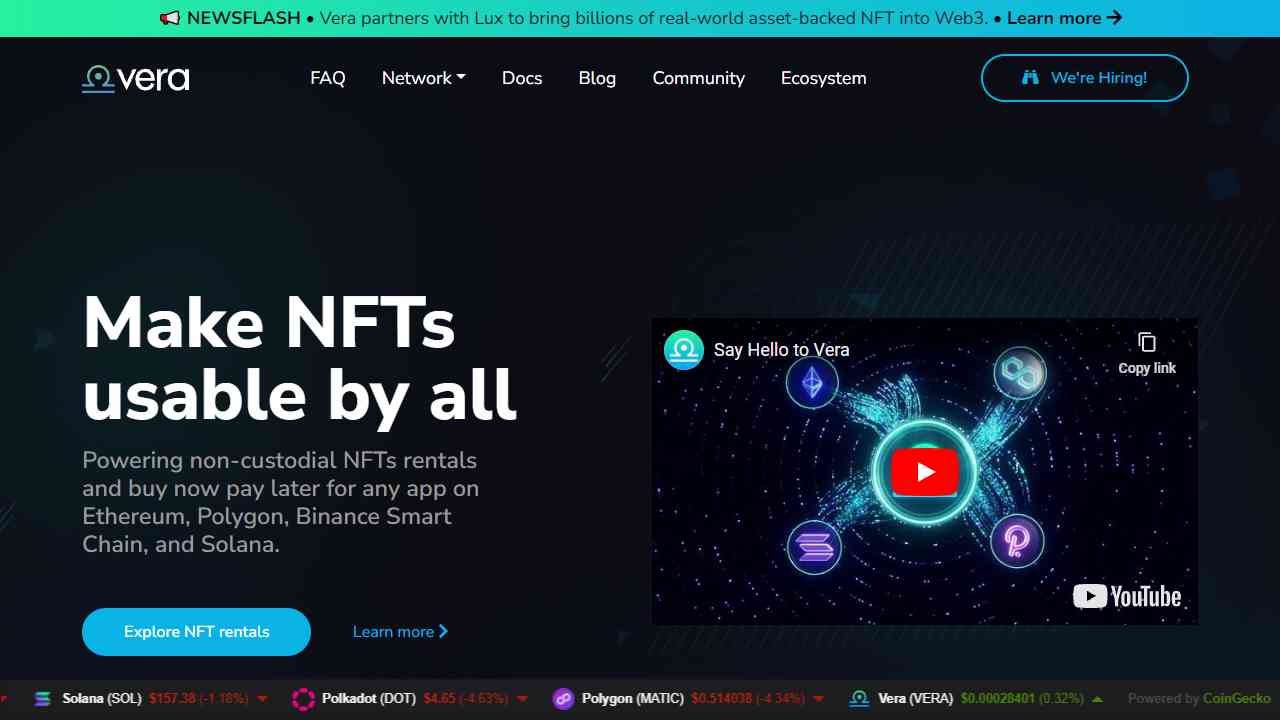 NEWSFLASH • Vera partners with Lux to bring billions of real-world asset-backed NFT into Web3. • Learn more
vera
FAQ
Network
Docs
Blog
Community
Ecosystem
We're Hiring!
Make NFTs
usable by all
Powering non-custodial NFTs rentals
and buy now pay later for any app on
Ethereum, Polygon, Binance Smart
Chain, and Solana.
Explore NFT rentals
Learn more
Say Hello to Vera
Copy link
YouTube
Solana (SOL) $157.38 (-1.18%)
Polkadot (DOT) $4.65 (-4.63%)
Polygon (MATIC) $0.514038 (-4.34%)
Vera (VERA) $0.00028401 (0.32%)
Powered by CoinGecko